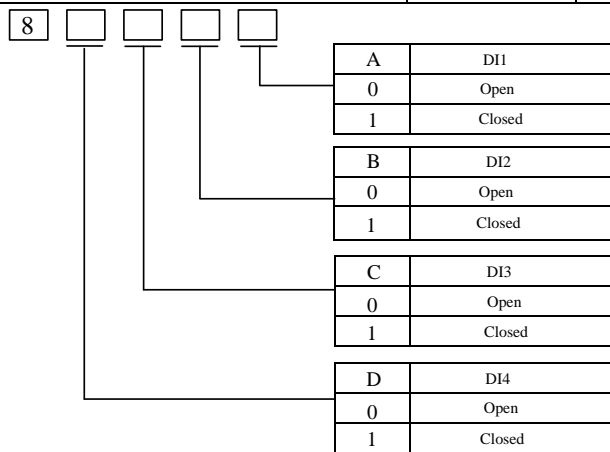 8
A DI1
0 Open
1 Closed
B DI2
0 Open
1 Closed
C DI3
0 Open
1 Closed
D DI4
0 Open
1 Closed